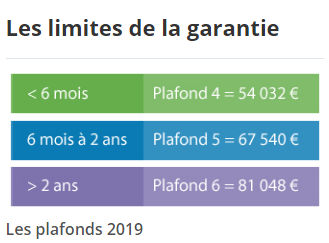 Les limites de la garantie
< 6 mois Plafond 4 = 54 032 €
6 mois à 2 ans Plafond 5 = 67 540 €
> 2 ans Plafond 6 = 81 048 €
Les plafonds 2019